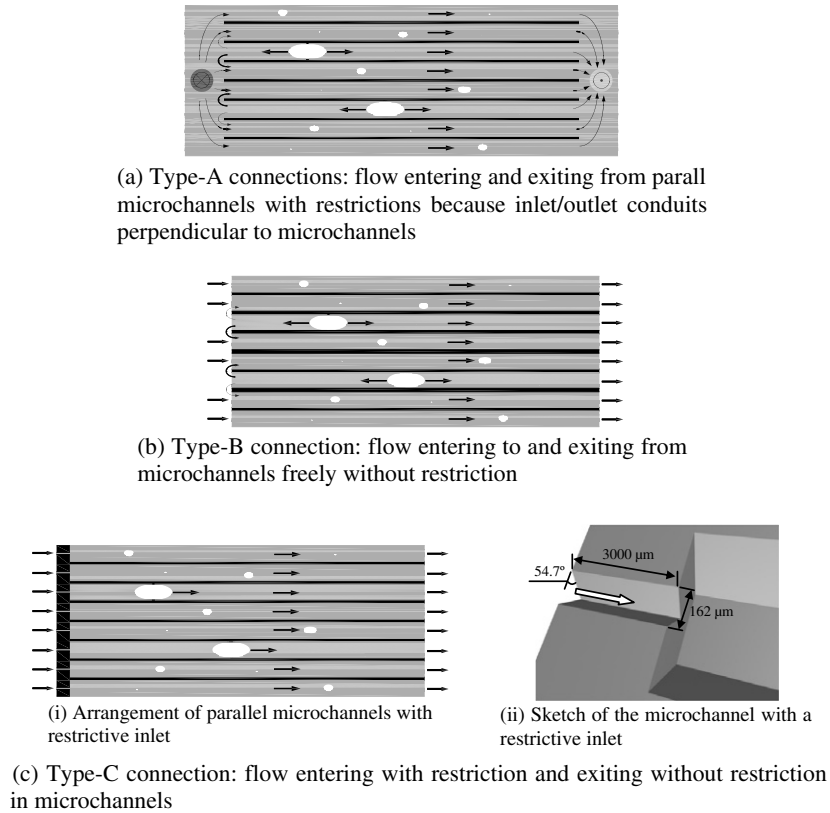 (a) Type-A connections: flow entering and exiting from parall
microchannels with restrictions because inlet/outlet conduits
perpendicular to microchannels
(b) Type-B connection: flow entering to and exiting from
microchannels freely without restriction
3000 µm
54.7º
162 µm
(i) Arrangement of parallel microchannels with
restrictive inlet
(ii) Sketch of the microchannel with a
restrictive inlet
(c) Type-C connection: flow entering with restriction and exiting without restriction
in microchannels